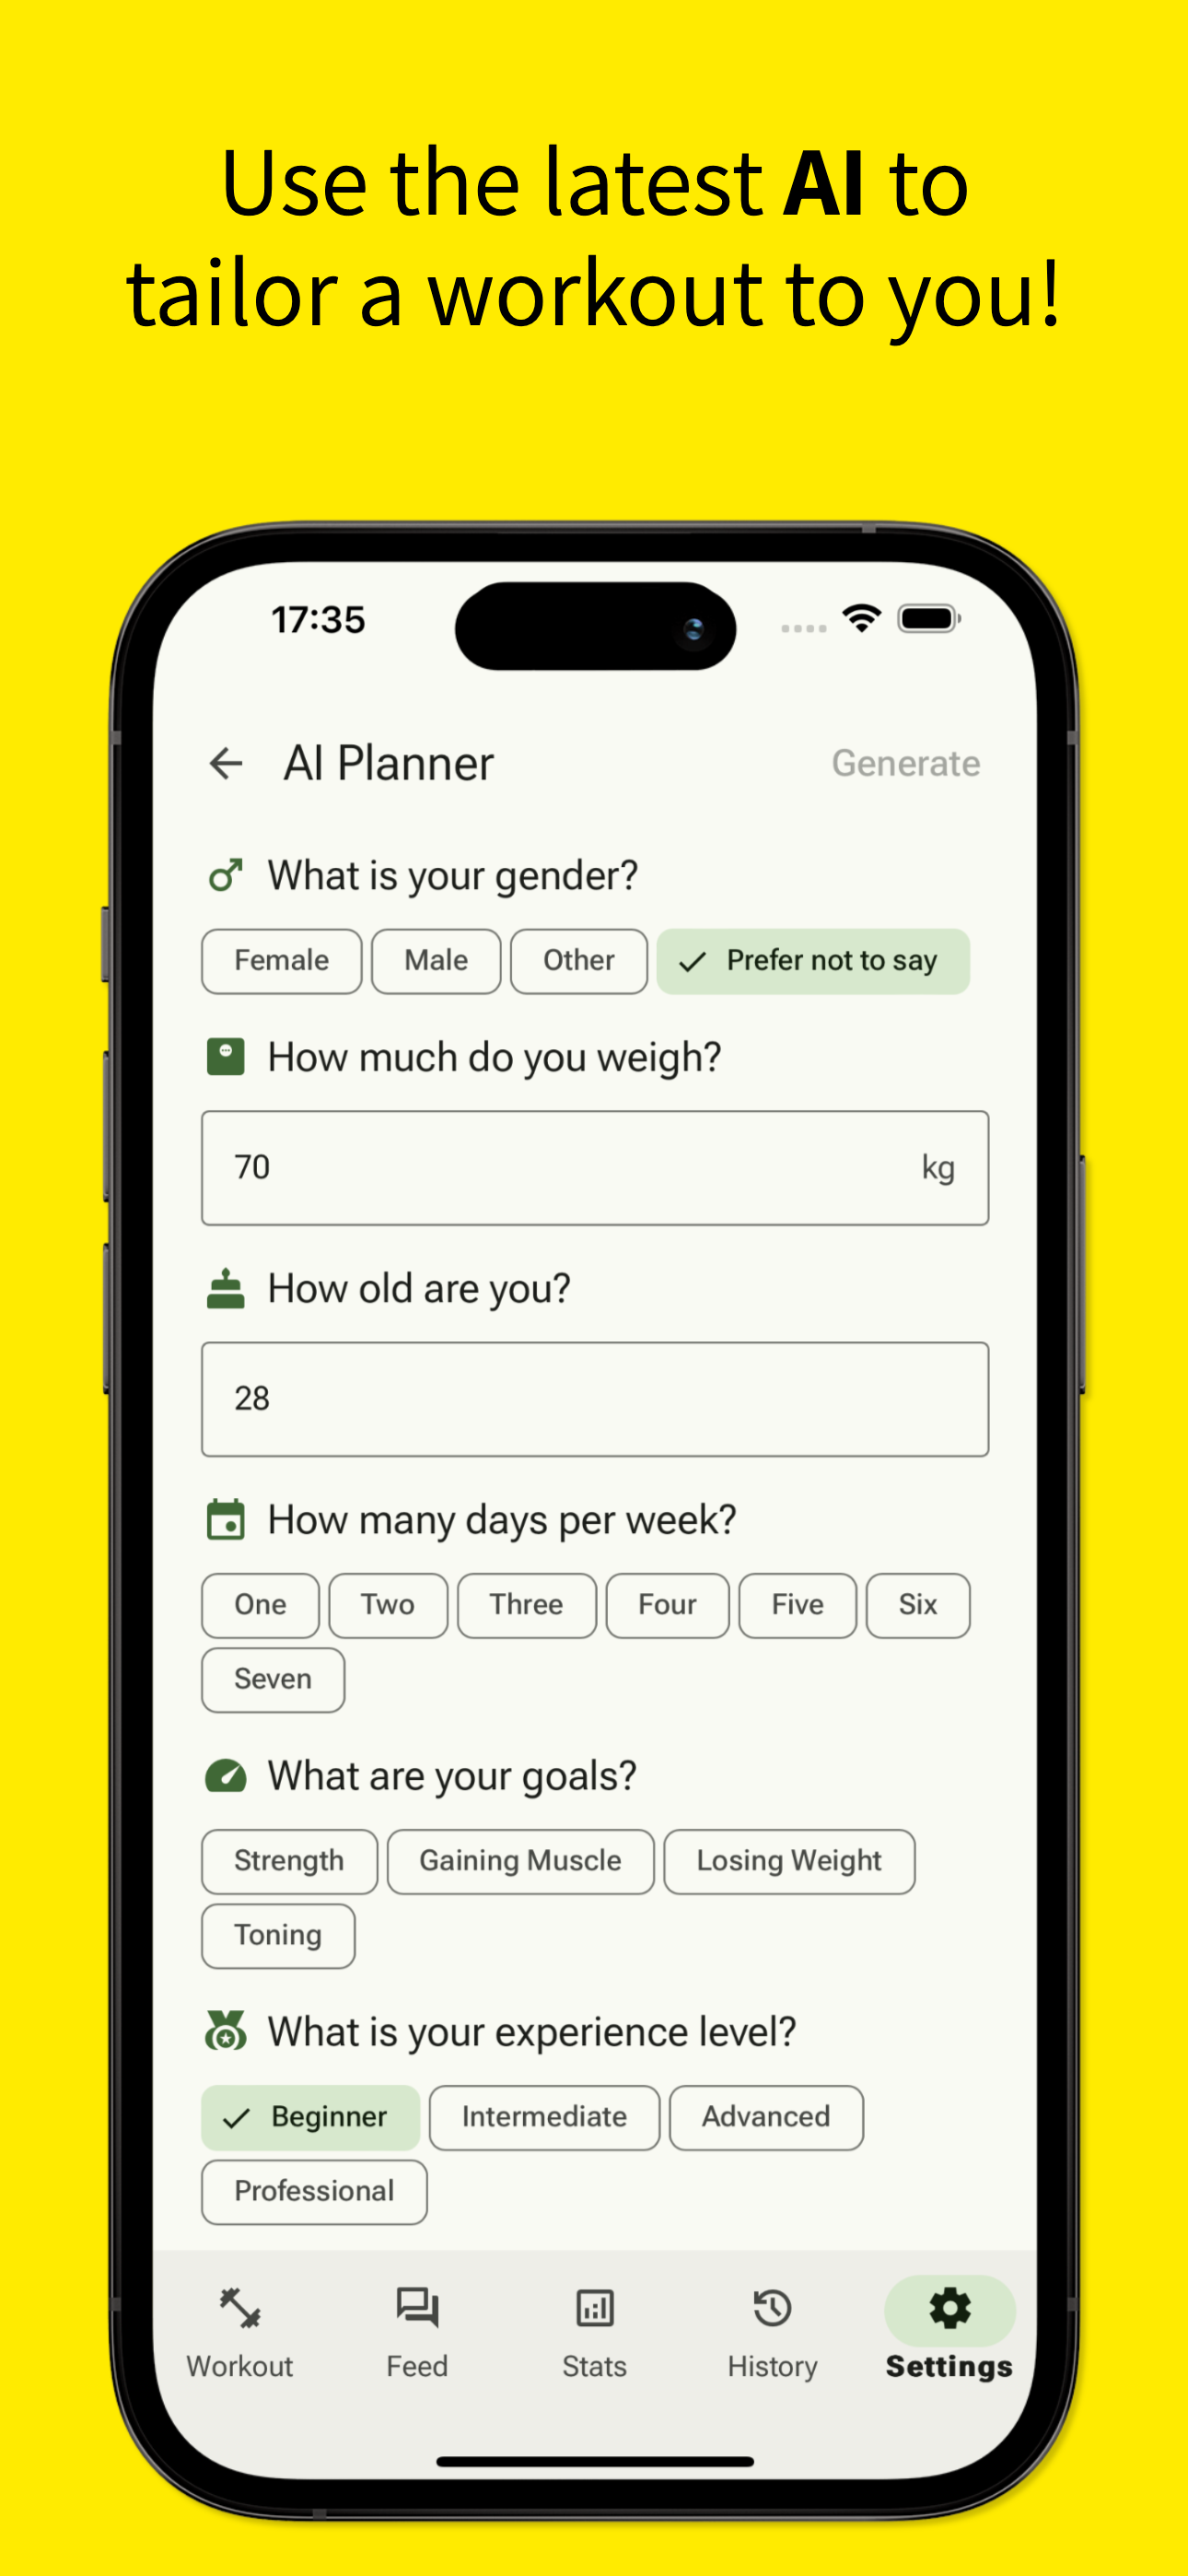 Use the latest AI to
tailor a workout to you!
17:35
AI Planner Generate
What is your gender?
Female Male Other Prefer not to say
How much do you weigh?
70 kg
How old are you?
28
How many days per week?
One Two Three Four Five Six
Seven
What are your goals?
Strength Gaining Muscle Losing Weight
Toning
What is your experience level?
Beginner Intermediate Advanced
Professional
Workout Feed Stats History Settings